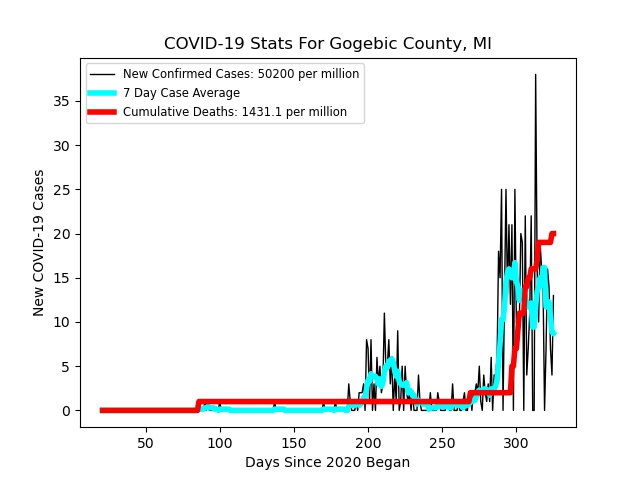 COVID-19 Stats For Gogebic County, MI
New Confirmed Cases: 50200 per million
7 Day Case Average
Cumulative Deaths: 1431.1 per million
New COVID-19 Cases
35
30
25
20
15
10
5
0
50
100
150
200
250
300
Days Since 2020 Began